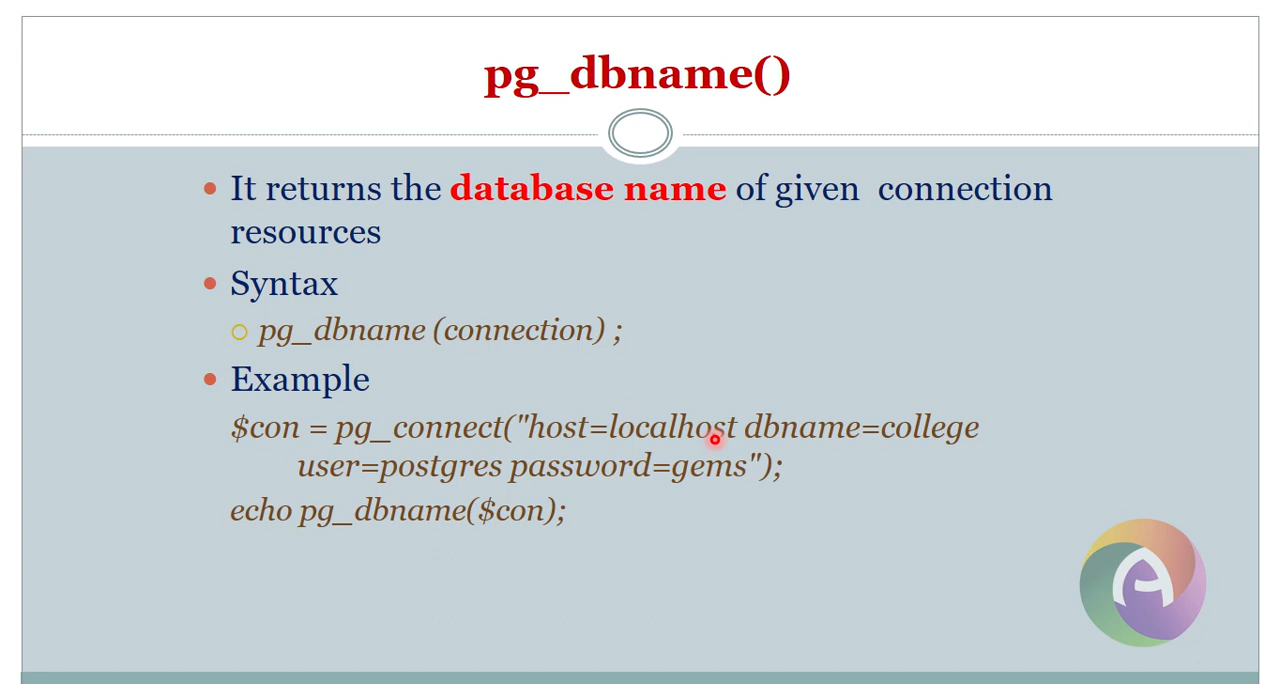 pg_dbname()
It returns the database name of given connection
resources
Syntax
pg_dbname (connection) ;
Example
$con = pg_connect("host=localhost dbname=college
user=postgres password=gems");
echo pg_dbname($con);
A